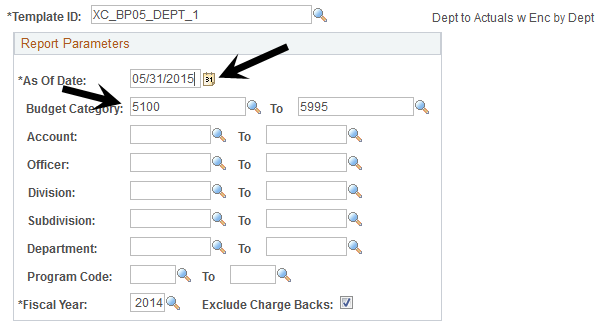 *Template ID: XC_BP05_DEPT_1 Dept to Actuals w Enc by Dept
Report Parameters
*As Of Date: 05/31/2015 31
Budget Category: 5100 To 5995
Account: To
Officer: To
Division: To
Subdivision: To
Department: To
Program Code: To
*Fiscal Year: 2014 Exclude Charge Backs: